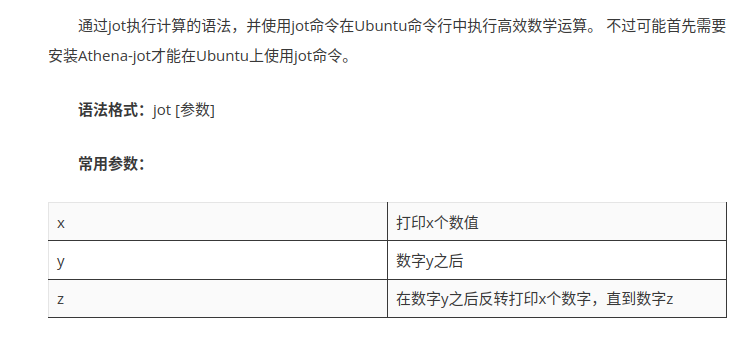 通过jot执行计算的语法，并使用jot命令在Ubuntu命令行中执行高效数学运算。 不过可能首先需要
安装Athena-jot才能在Ubuntu上使用jot命令。
语法格式：jot [参数]
常用参数：
x 打印x个数值
y 数字y之后
z 在数字y之后反转打印x个数字，直到数字z